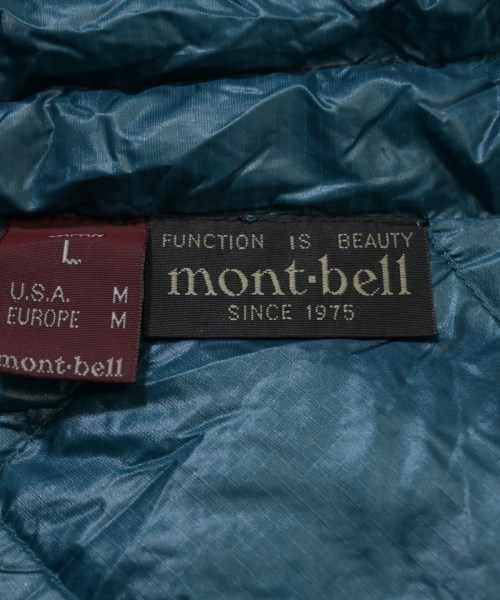 L
U.S.A. M
EUROPE M
mont-bell
FUNCTION IS BEAUTY
mont-bell
SINCE 1975